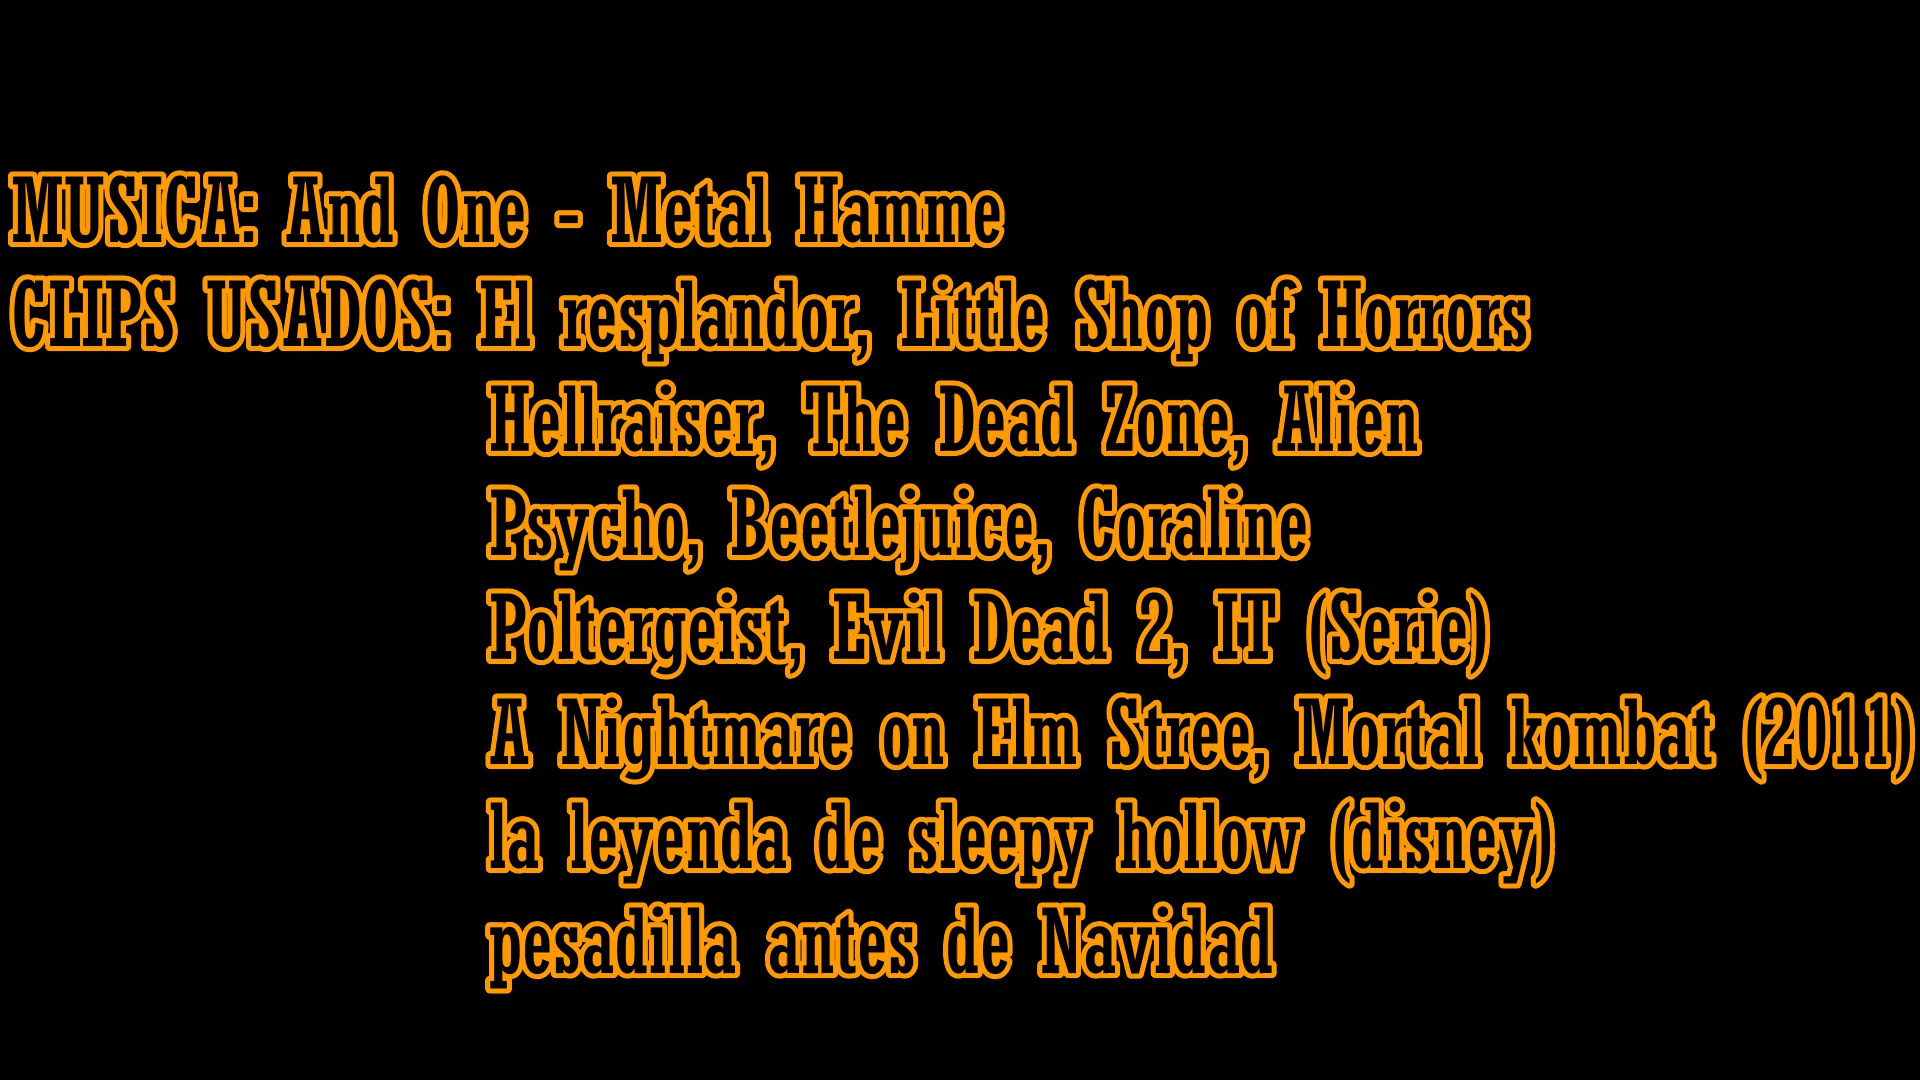 MUSICA: And One - Metal Hamme
CLIPS USADOS: El resplandor, Little Shop of Horrors
Hellraiser, The Dead Zone, Alien
Psycho, Beetlejuice, Coraline
Poltergeist, Evil Dead 2, IT (Serie)
A Nightmare on Elm Stree, Mortal kombat (2011)
la leyenda de sleepy hollow (disney)
pesadilla antes de Navidad